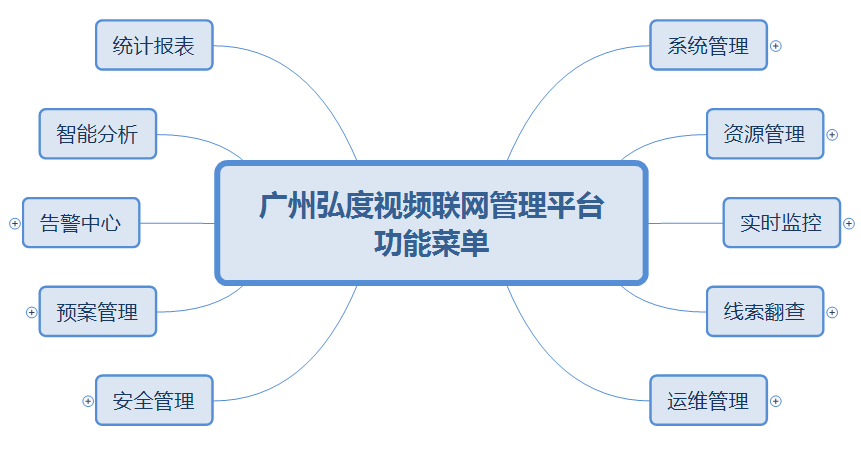 统计报表
系统管理
智能分析
资源管理
广州弘度视频联网管理平台
功能菜单
告警中心
实时监控
预案管理
线索翻查
安全管理
运维管理